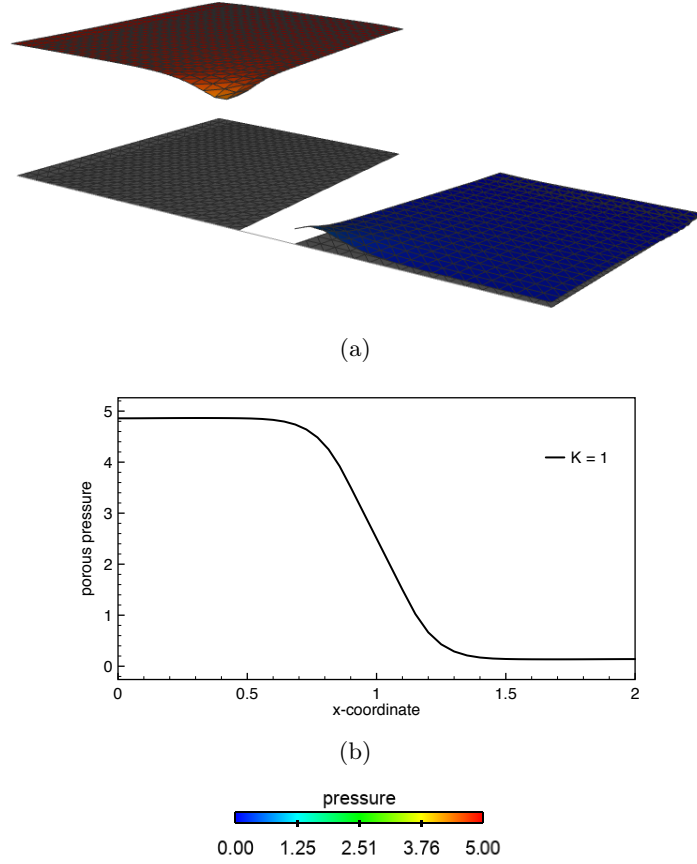 (a)
5
4
3
2
1
0
porous pressure
K = 1
0
0.5
1
1.5
2
x-coordinate
(b)
pressure
0.00 1.25 2.51 3.76 5.00